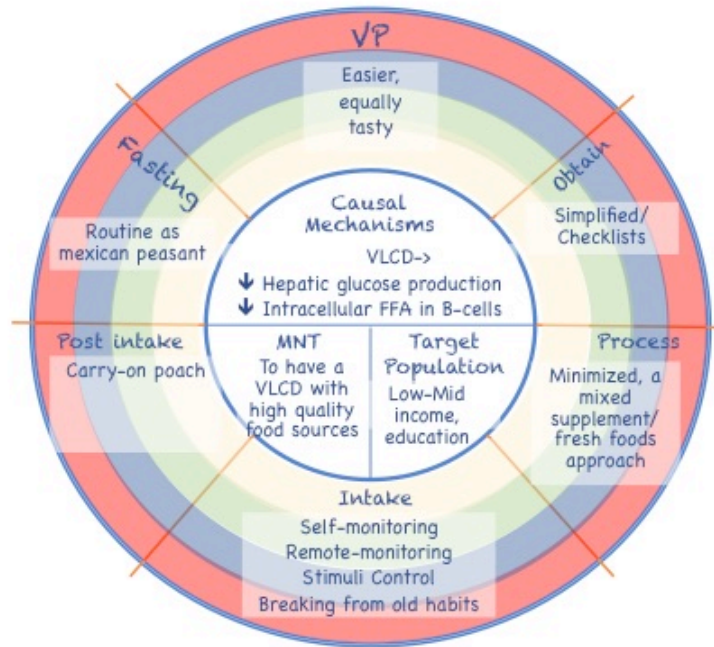 VP
Easier,
equally
tasty
Fasting
Routine as
mexican peasant
Obtain
Simplified/
Checklists
Causal
Mechanisms
VLCD->
↓ Hepatic glucose production
↓ Intracellular FFA in B-cells
MNT
To have a
VLCD with
high quality
food sources
Target
Population
Low-Mid
income,
education
Post intake
Carry-on poach
Process
Minimized, a
mixed
supplement/
fresh foods
approach
Intake
Self-monitoring
Remote-monitoring
Stimuli Control
Breaking from old habits